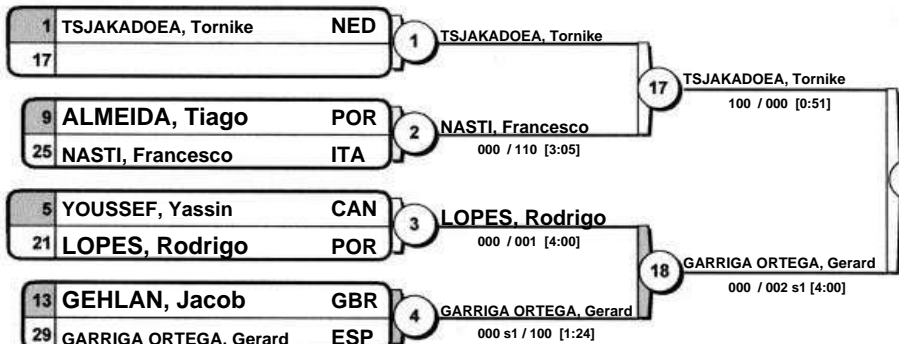 1 TSJAKADOEA, Tornike NED
17
1 TSJAKADOEA, Tornike
9 ALMEIDA, Tiago POR
25 NASTI, Francesco ITA
2 NASTI, Francesco
000 / 110 [3:05]
17 TSJAKADOEA, Tornike
100 / 000 [0:51]
5 YOUSSEF, Yassin CAN
21 LOPES, Rodrigo POR
3 LOPES, Rodrigo
000 / 001 [4:00]
13 GEHLAN, Jacob GBR
29 GARRIGA ORTEGA, Gerard ESP
4 GARRIGA ORTEGA, Gerard
000 s1 / 100 [1:24]
18 GARRIGA ORTEGA, Gerard
000 / 002 s1 [4:00]